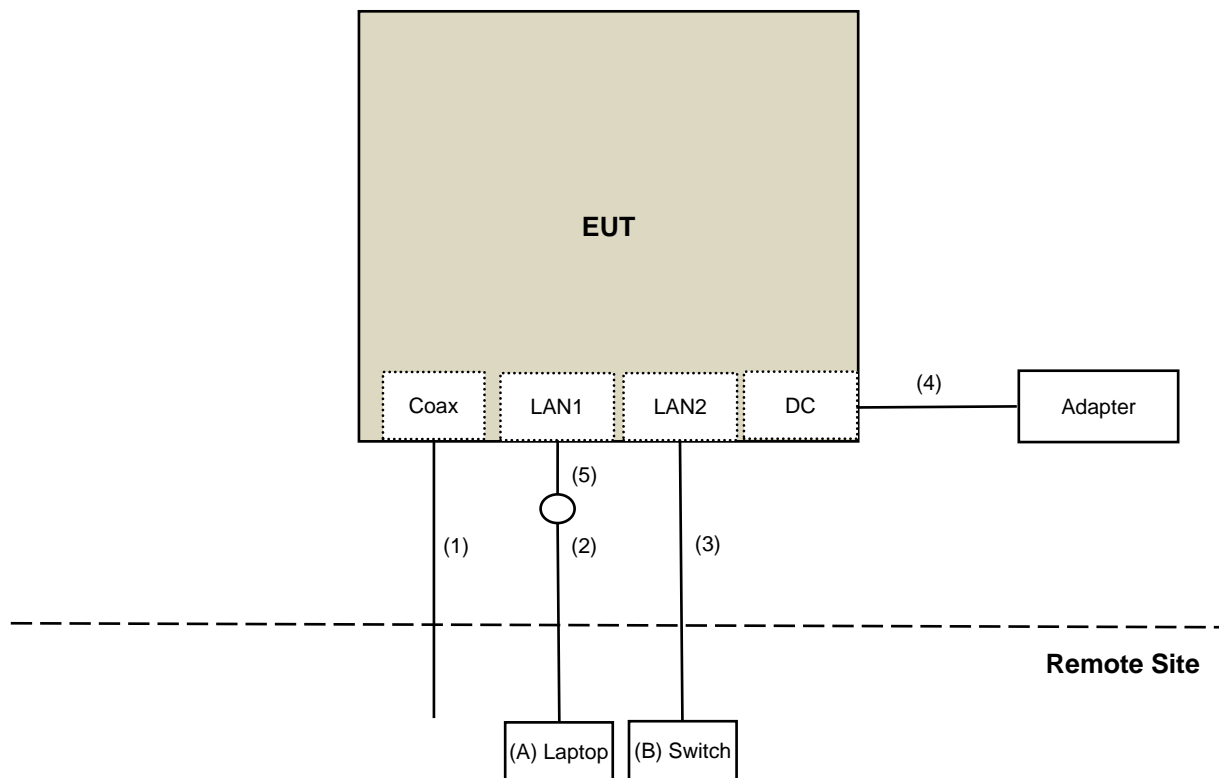 EUT
Coax
LAN1
LAN2
DC
(4)
Adapter
(5)
(1)
(2)
(3)
Remote Site
(A) Laptop
(B) Switch